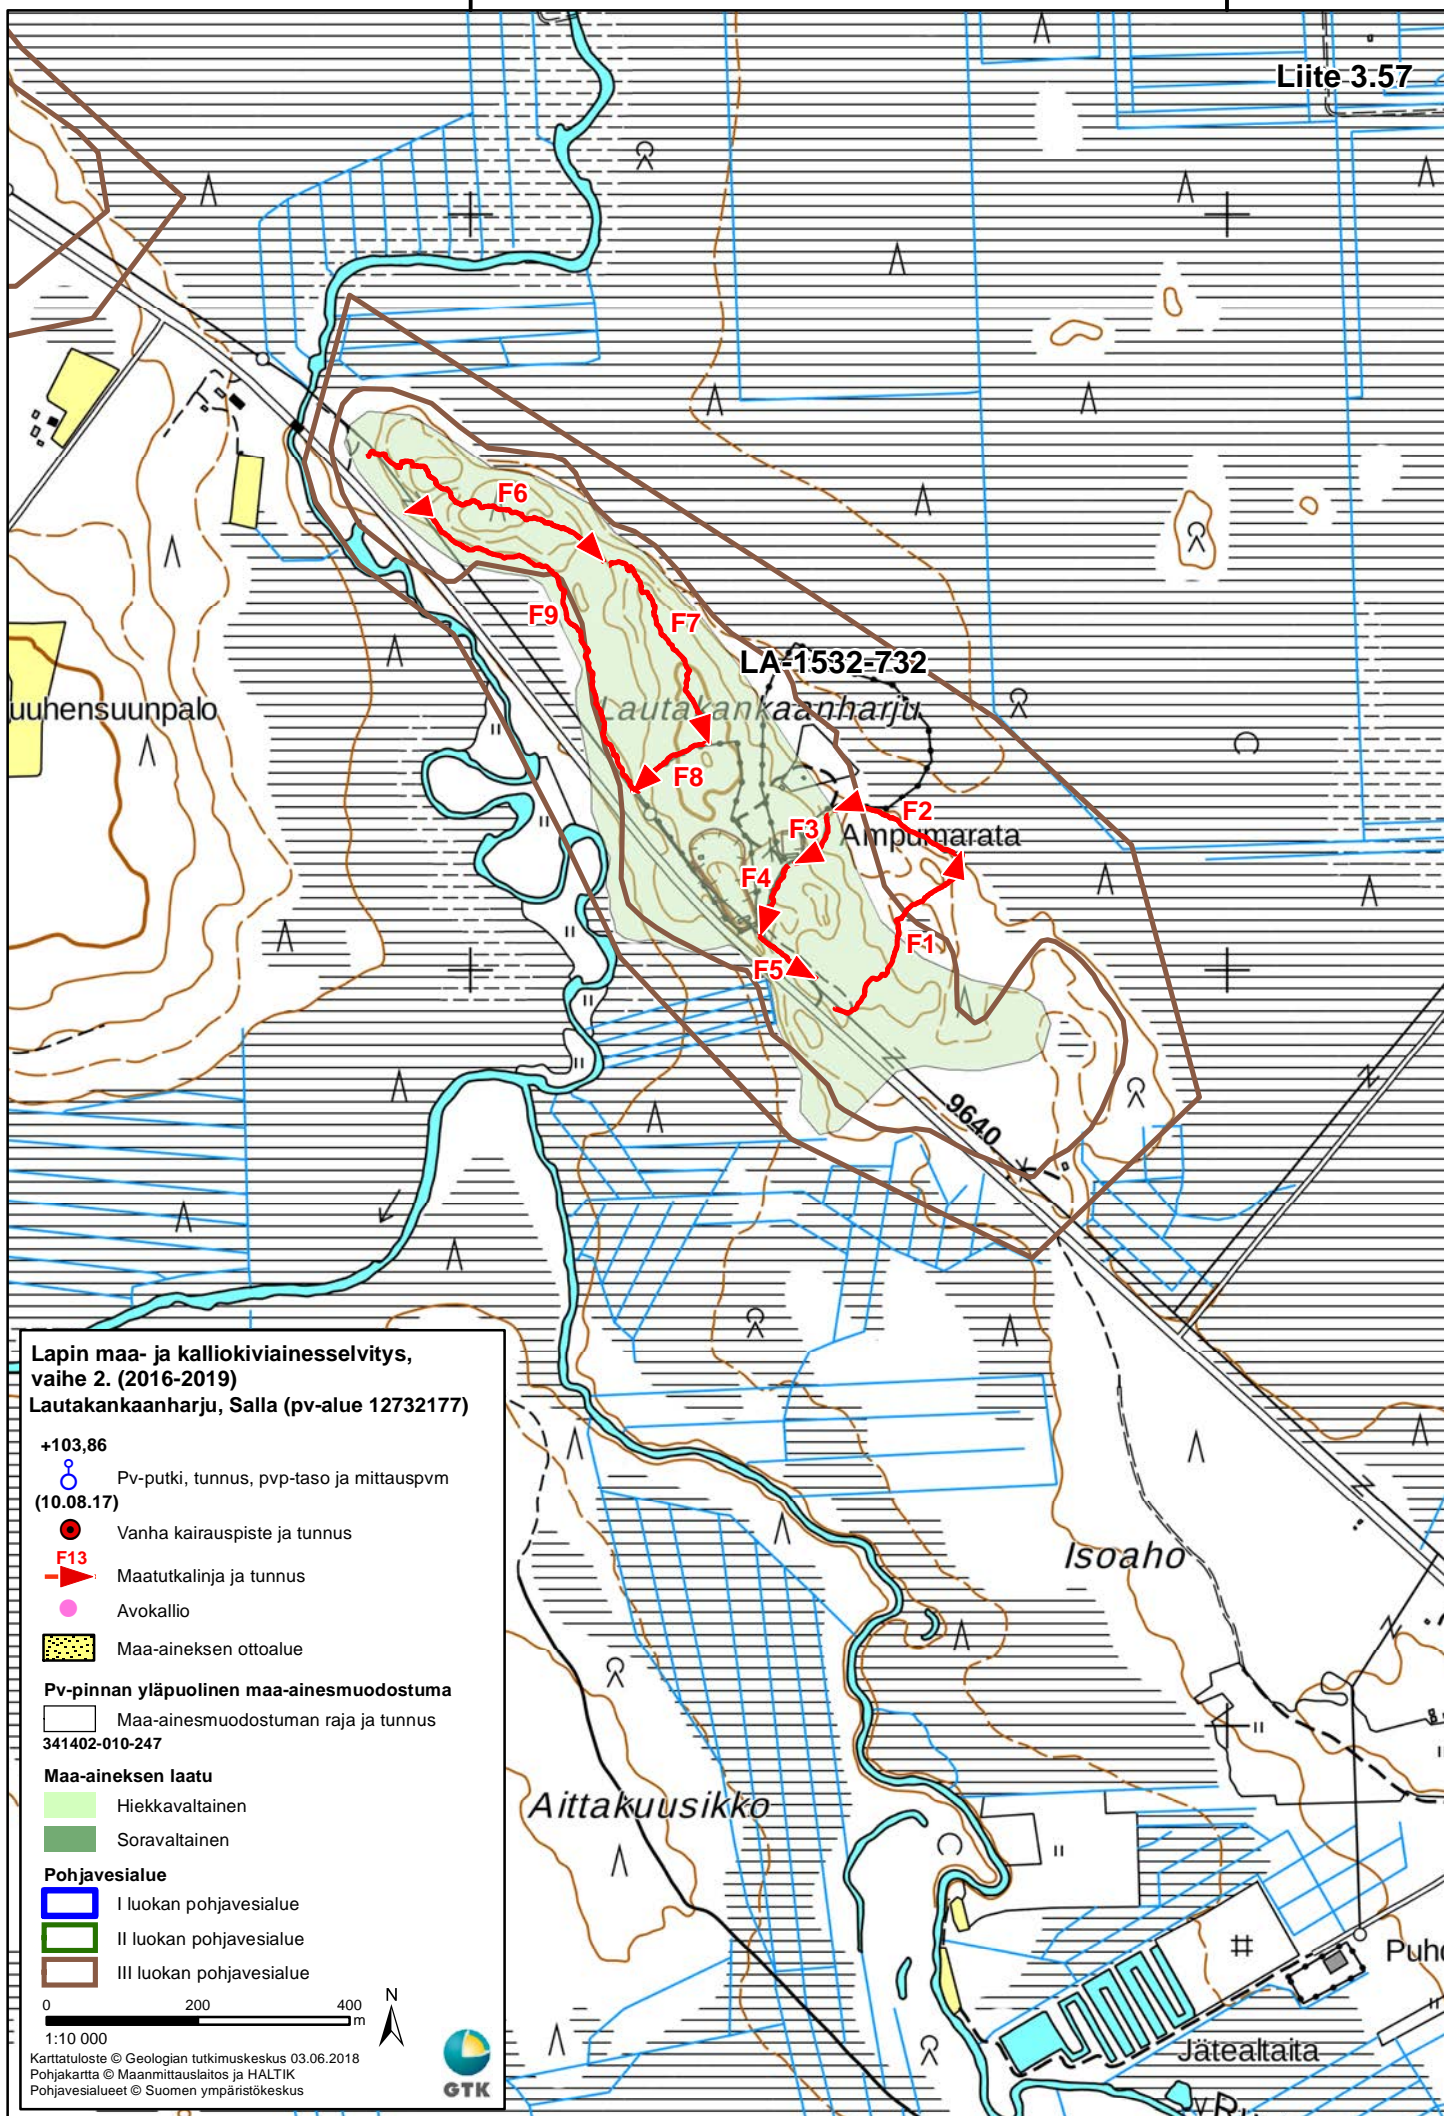 Liite 3.57
F6
F9
F7
LA-1532-732
uuhensuunpalo
Lautakankaanharju
F8
F2
F3
Ampumarata
F4
F1
F5
9640
Isoaho
Aittakuusikko
Jätealtaita
Lapin maa- ja kalliokiviainesselvitys,
vaihe 2. (2016-2019)
Lautakankaanharju, Salla (pv-alue 12732177)
+103,86
Pv-putki, tunnus, pvp-taso ja mittauspvm
(10.08.17)
Vanha kairauspiste ja tunnus
F13
Maatutkalinja ja tunnus
Avokallio
Maa-aineksen ottoalue
Pv-pinnan yläpuolinen maa-ainesmuodostuma
Maa-ainesmuodostuman raja ja tunnus
341402-010-247
Maa-aineksen laatu
Hiekkavaltainen
Soravaltainen
Pohjavesialue
I luokan pohjavesialue
II luokan pohjavesialue
III luokan pohjavesialue
0 200 400
m
N
1:10 000
Karttatuloste © Geologian tutkimuskeskus 03.06.2018
Pohjakartta © Maanmittauslaitos ja HALTIK
Pohjavesialueet © Suomen ympäristökeskus
GTK